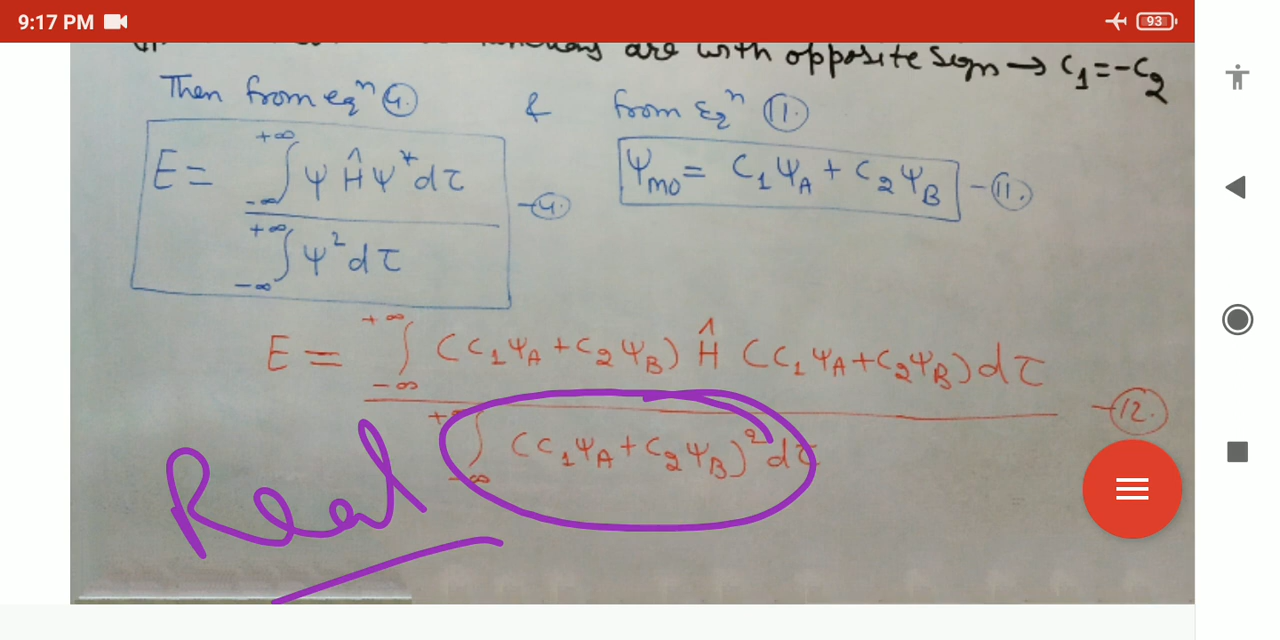 9:17 PM 93
are with opposite sign → C₁=-C₂
Then from eqⁿ ④. & from Eqⁿ ⑪.
E = ∫₋∞⁺∞ Ψ Ĥ Ψ* dτ / ∫₋∞⁺∞ Ψ² dτ -④. Ψmo = C₁Ψ_A + C₂Ψ_B -⑪.
E = ∫₋∞⁺∞ (C₁Ψ_A + C₂Ψ_B) Ĥ (C₁Ψ_A + C₂Ψ_B) dτ
∫₋∞⁺∞ (C₁Ψ_A + C₂Ψ_B)² dτ -⑫.
Real